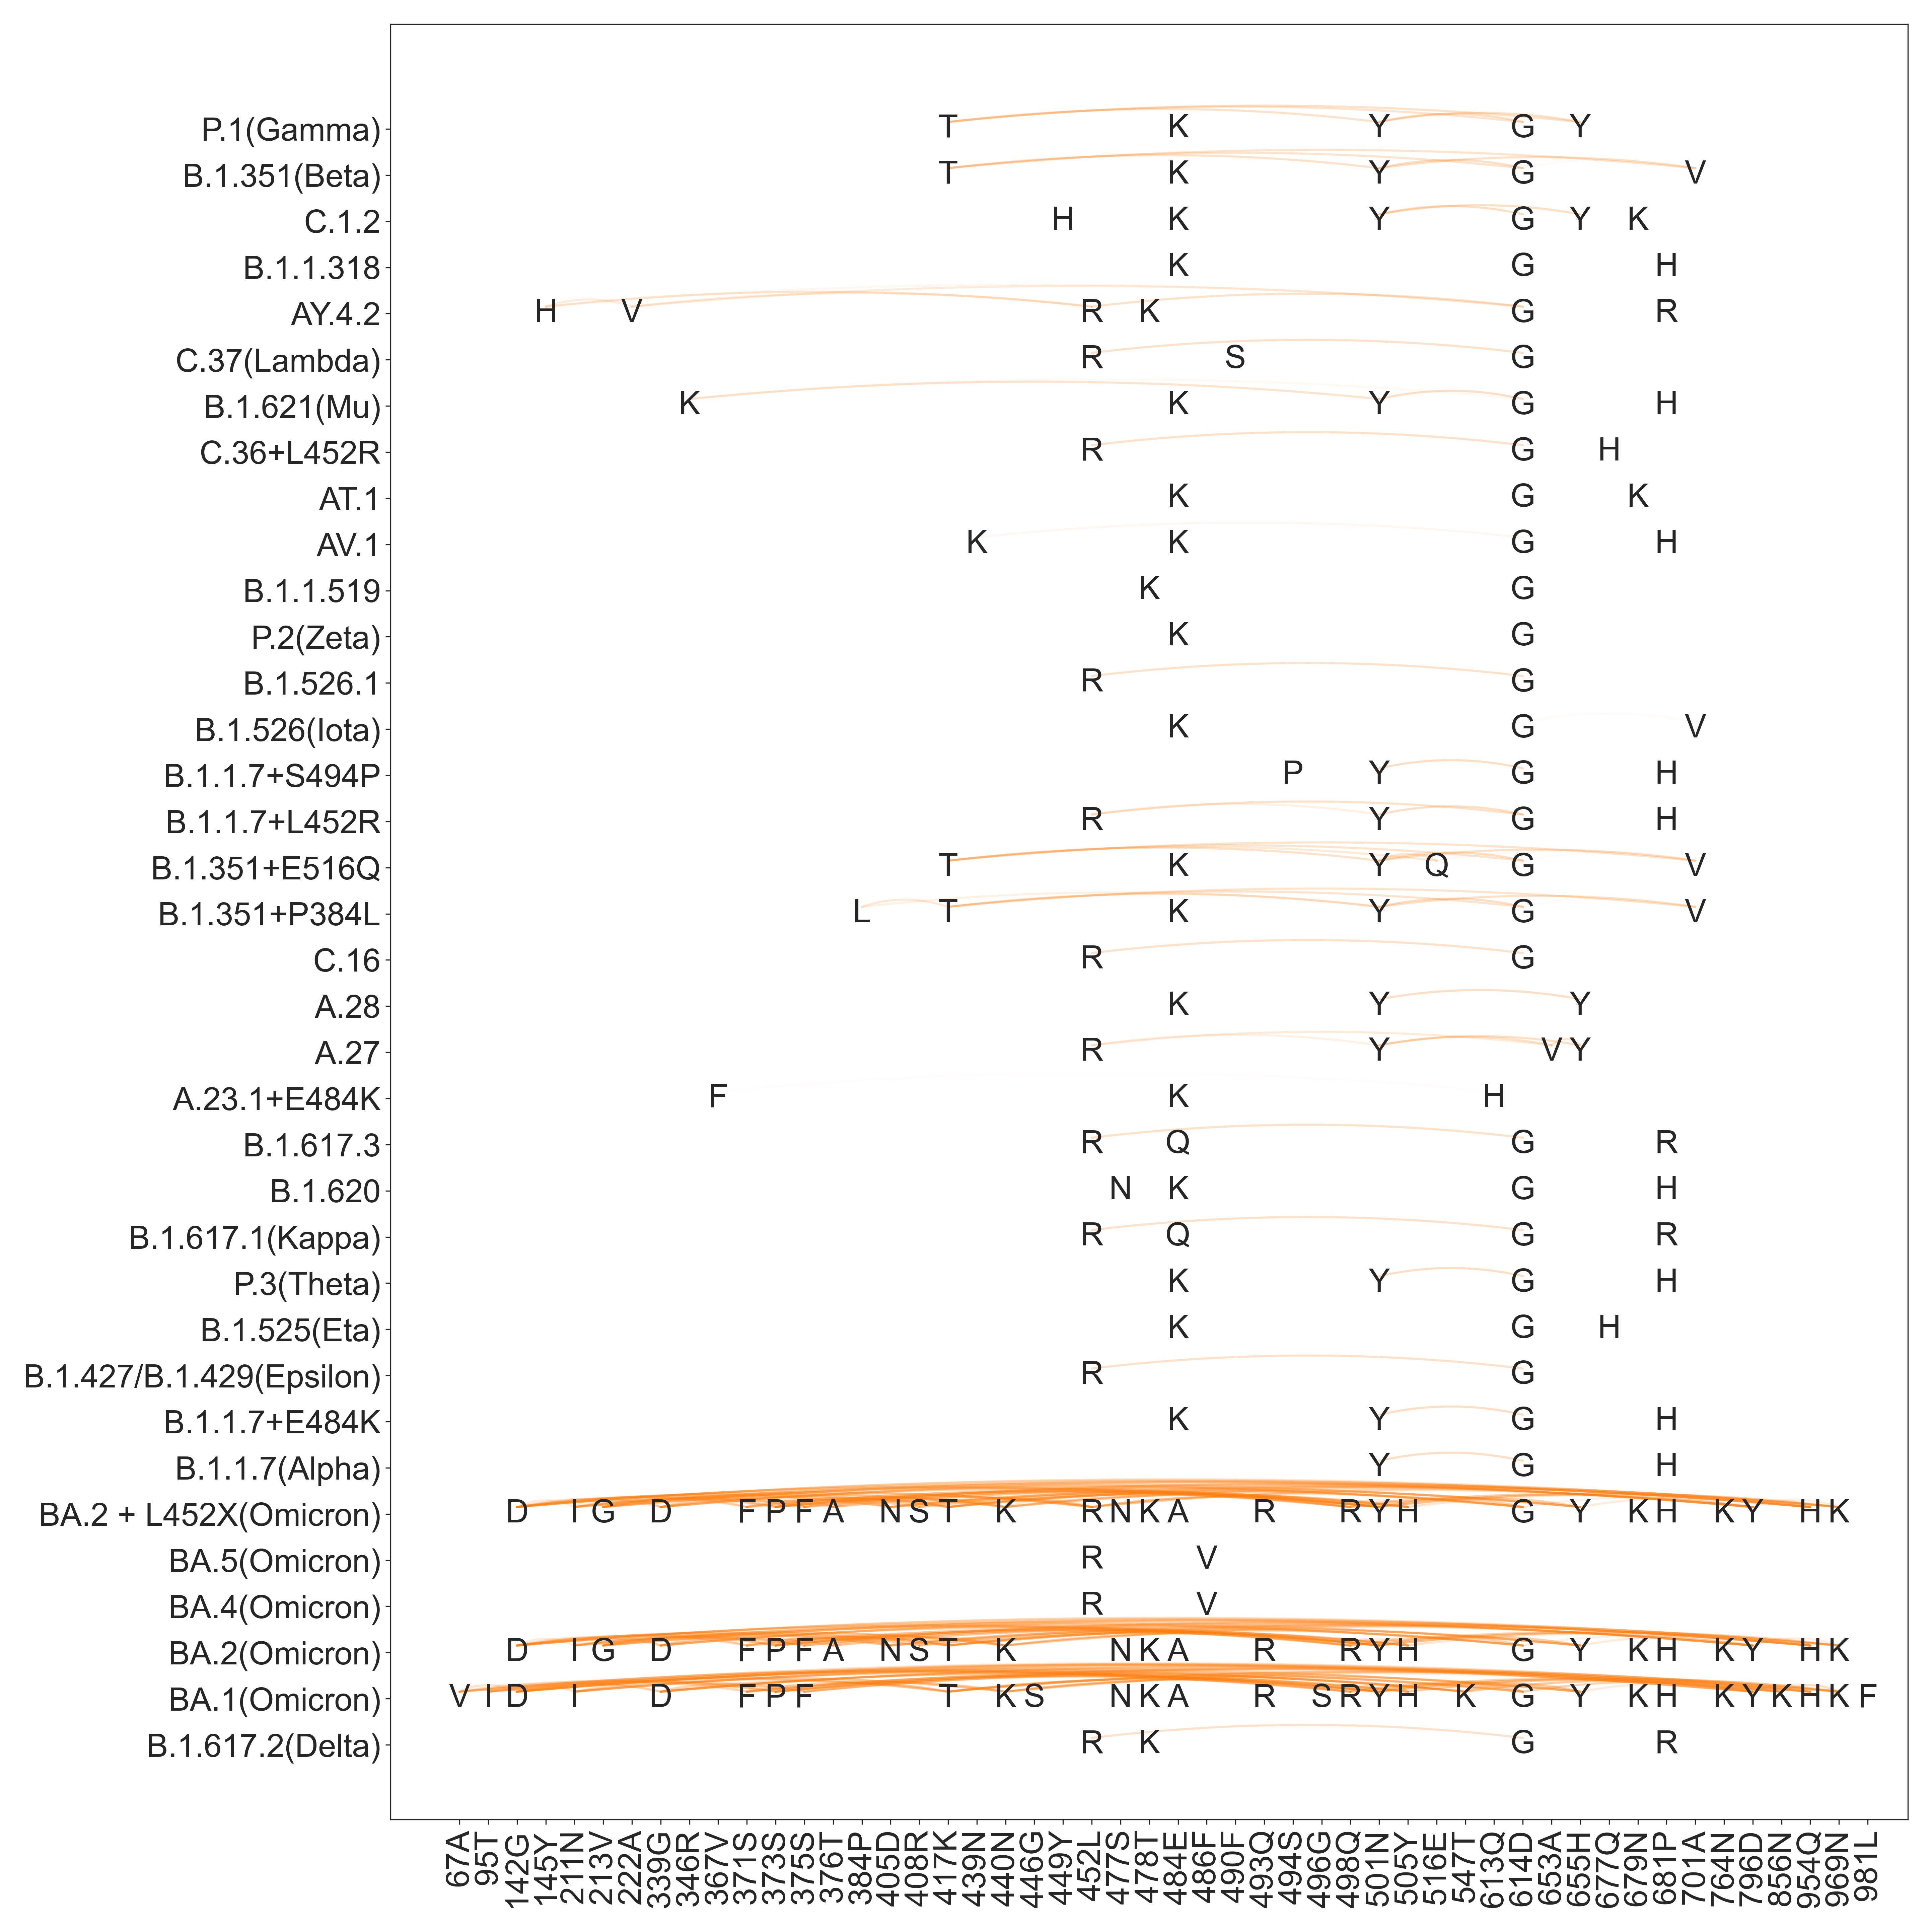 P.1(Gamma) T K Y G Y
B.1.351(Beta) T K Y G V
C.1.2 H K Y G Y K
B.1.1.318 K G H
AY.4.2 H V R K G R
C.37(Lambda) R S G
B.1.621(Mu) K K Y G H
C.36+L452R R G H
AT.1 K G K
AV.1 K K G H
B.1.1.519 K G
P.2(Zeta) K G
B.1.526.1 R G
B.1.526(Iota) K G V
B.1.1.7+S494P P Y G H
B.1.1.7+L452R R Y G H
B.1.351+E516Q T K Y Q G V
B.1.351+P384L L T K Y G V
C.16 R G
A.28 K Y Y
A.27 R Y V Y
A.23.1+E484K F K H
B.1.617.3 R Q G R
B.1.620 N K G H
B.1.617.1(Kappa) R Q G R
P.3(Theta) K Y G H
B.1.525(Eta) K G H
B.1.427/B.1.429(Epsilon) R G
B.1.1.7+E484K K Y G H
B.1.1.7(Alpha) Y G H
BA.2 + L452X(Omicron) D I G D F P F A N S T K R N K A R R Y H G Y K H K Y H K
BA.5(Omicron) R V
BA.4(Omicron) R V
BA.2(Omicron) D I G D F P F A N S T K N K A R R Y H G Y K H K Y H K
BA.1(Omicron) V I D I D F P F T K S N K A R S R Y H K G Y K H K Y K H K F
B.1.617.2(Delta) R K G R
67A 95T 142G 145Y 211N 213V 222A 339G 346R 367V 371S 373S 375S 376T 384P 405D 408R 417K 439N 440N 446G 449Y 452L 477S 478T 484E 486F 490F 493Q 494S 496G 498Q 501N 505Y 516E 547T 613Q 614D 653A 655H 677Q 679N 681P 701A 764N 796D 856N 954Q 969N 981L